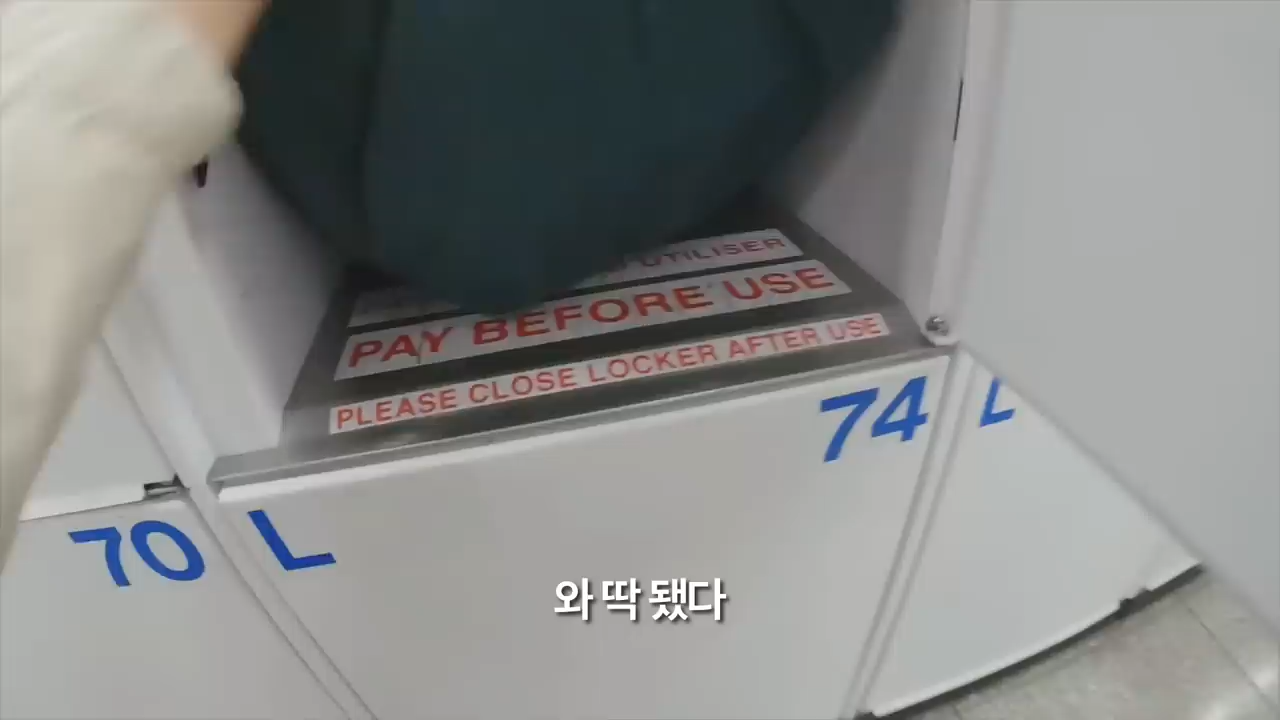 UTILISER
PAY BEFORE USE
PLEASE CLOSE LOCKER AFTER USE
74
L
70
L
와 딱 됐다